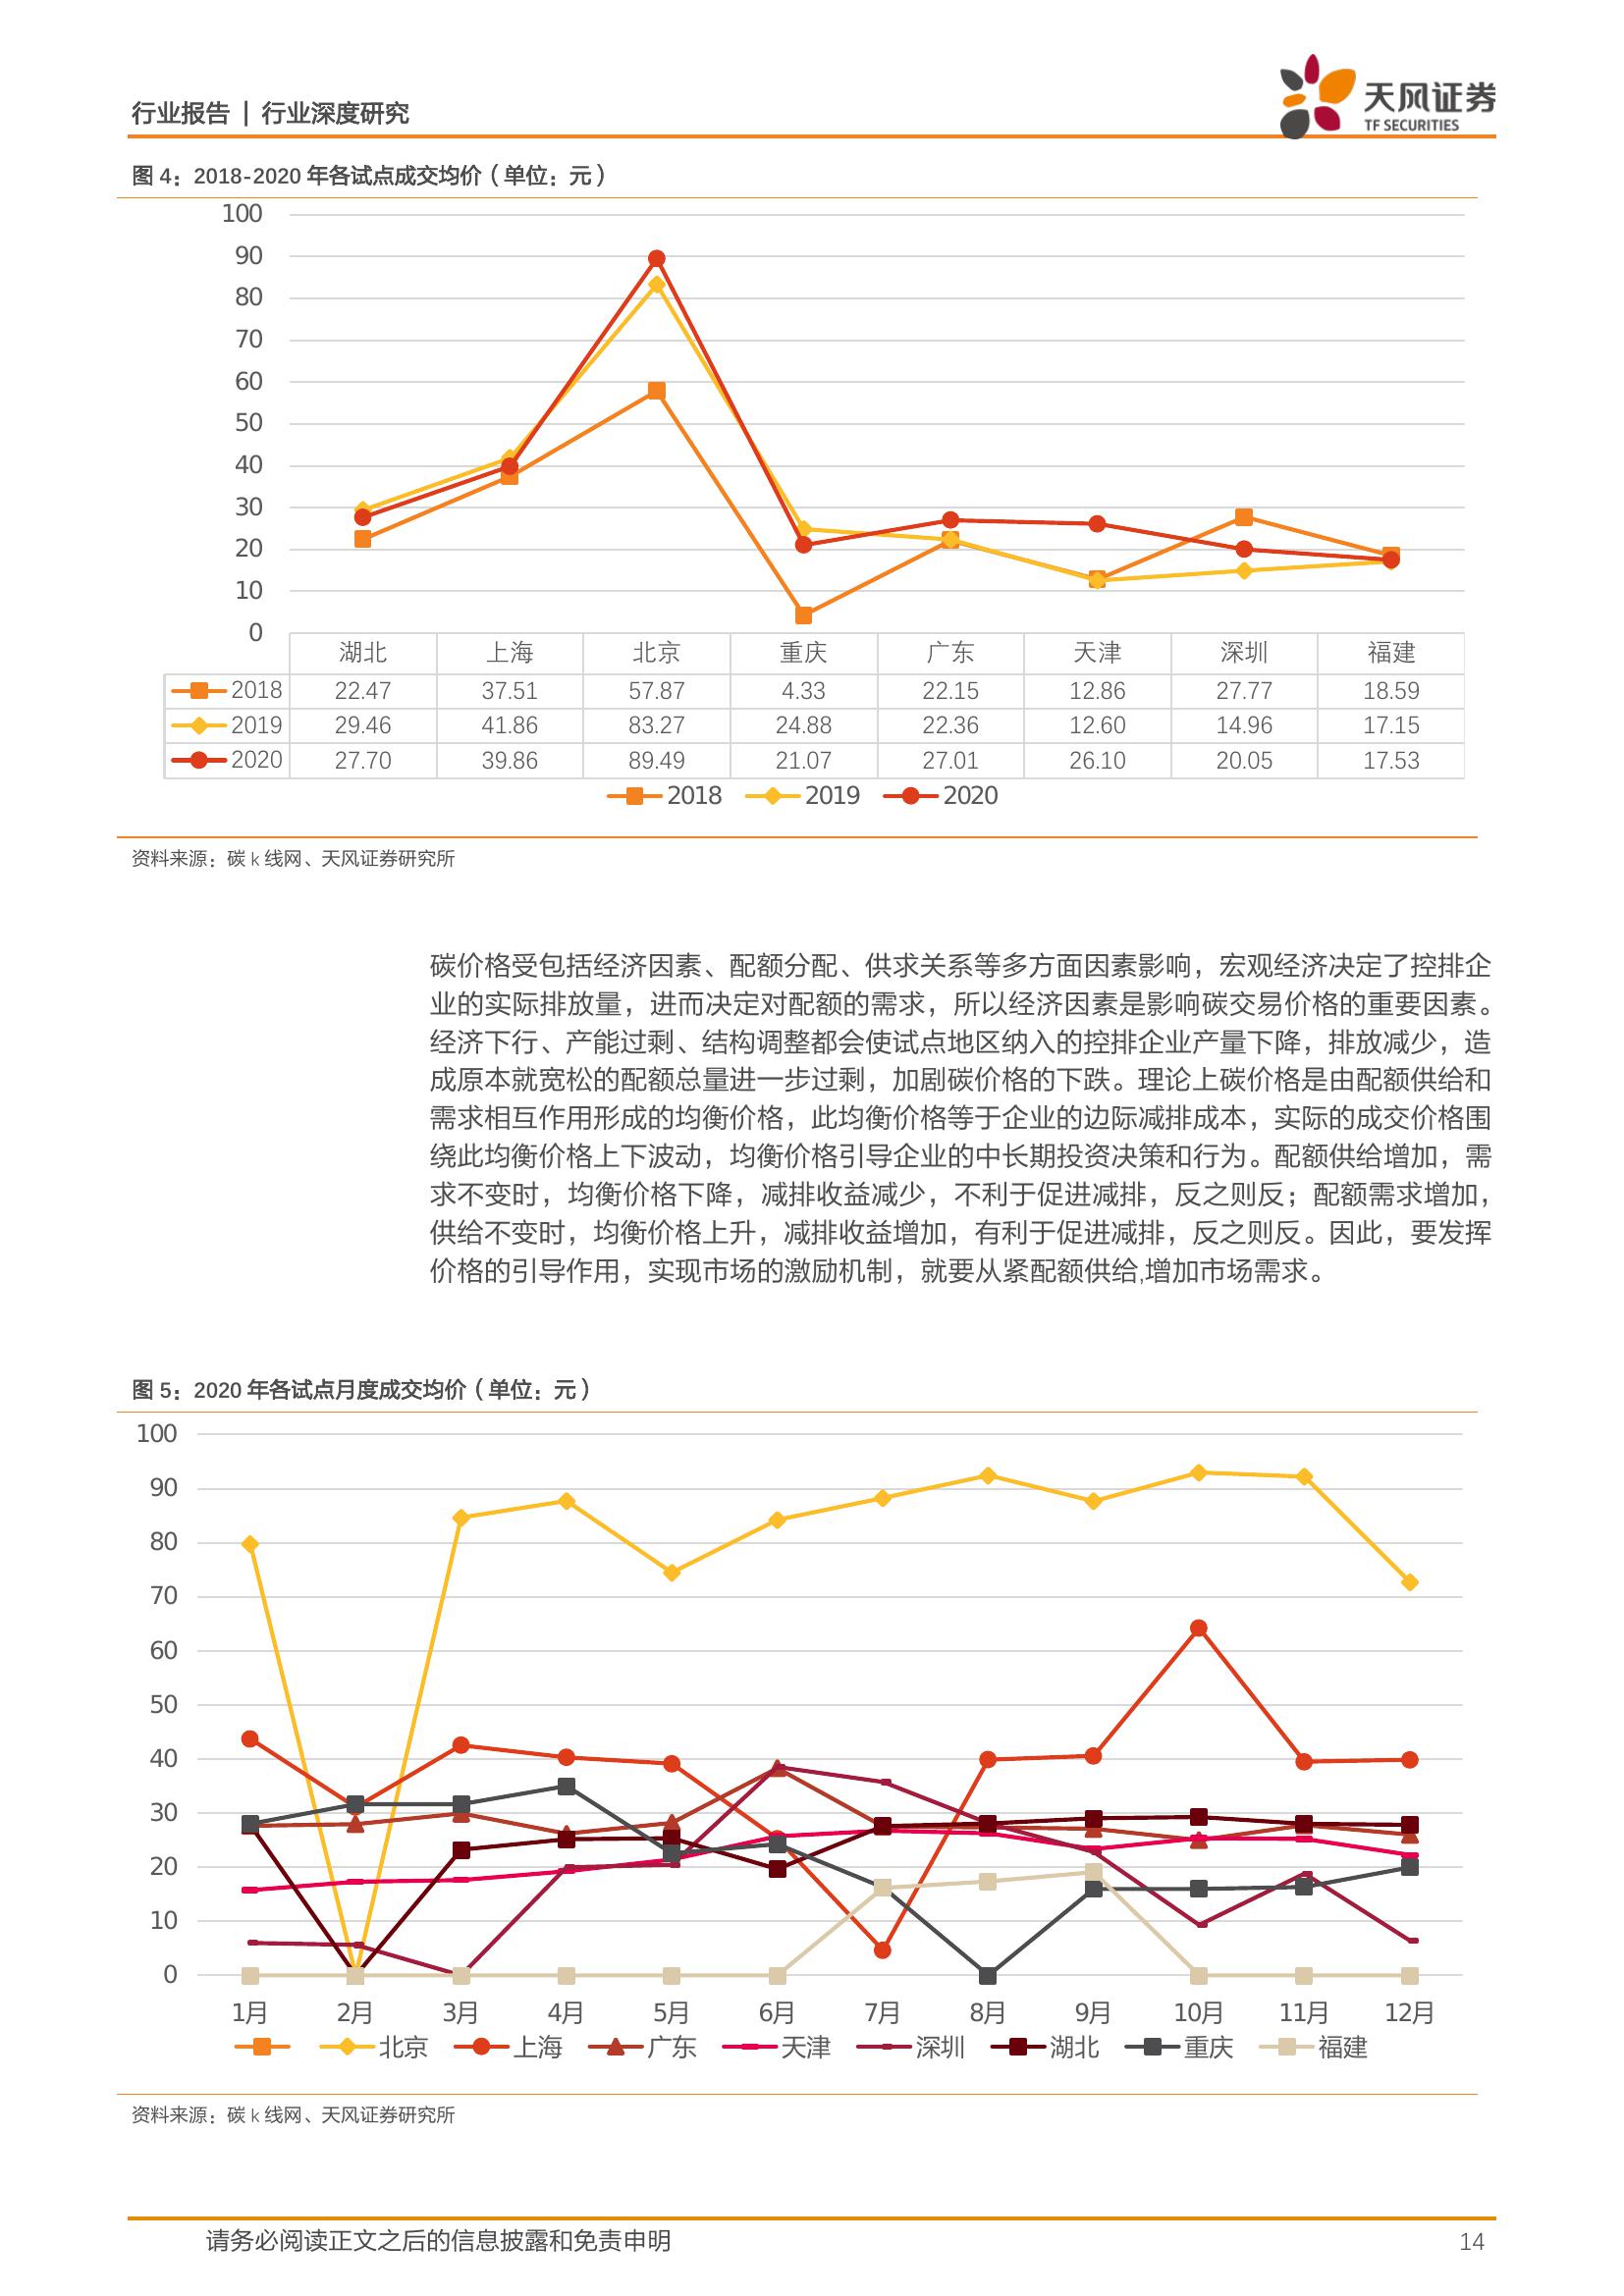 行业报告 | 行业深度研究
天风证券
TF SECURITIES
图 4：2018-2020 年各试点成交均价（单位：元）
100
90
80
70
60
50
40
30
20
10
0
湖北 上海 北京 重庆 广东 天津 深圳 福建
2018 22.47 37.51 57.87 4.33 22.15 12.86 27.77 18.59
2019 29.46 41.86 83.27 24.88 22.36 12.60 14.96 17.15
2020 27.70 39.86 89.49 21.07 27.01 26.10 20.05 17.53
2018 2019 2020
资料来源：碳 k 线网、天风证券研究所
碳价格受包括经济因素、配额分配、供求关系等多方面因素影响，宏观经济决定了控排企
业的实际排放量，进而决定对配额的需求，所以经济因素是影响碳交易价格的重要因素。
经济下行、产能过剩、结构调整都会使试点地区纳入的控排企业产量下降，排放减少，造
成原本就宽松的配额总量进一步过剩，加剧碳价格的下跌。理论上碳价格是由配额供给和
需求相互作用形成的均衡价格，此均衡价格等于企业的边际减排成本，实际的成交价格围
绕此均衡价格上下波动，均衡价格引导企业的中长期投资决策和行为。配额供给增加，需
求不变时，均衡价格下降，减排收益减少，不利于促进减排，反之则反；配额需求增加，
供给不变时，均衡价格上升，减排收益增加，有利于促进减排，反之则反。因此，要发挥
价格的引导作用，实现市场的激励机制，就要从紧配额供给,增加市场需求。
图 5：2020 年各试点月度成交均价（单位：元）
100
90
80
70
60
50
40
30
20
10
0
1月 2月 3月 4月 5月 6月 7月 8月 9月 10月 11月 12月
北京 上海 广东 天津 深圳 湖北 重庆 福建
资料来源：碳 k 线网、天风证券研究所
请务必阅读正文之后的信息披露和免责申明 14